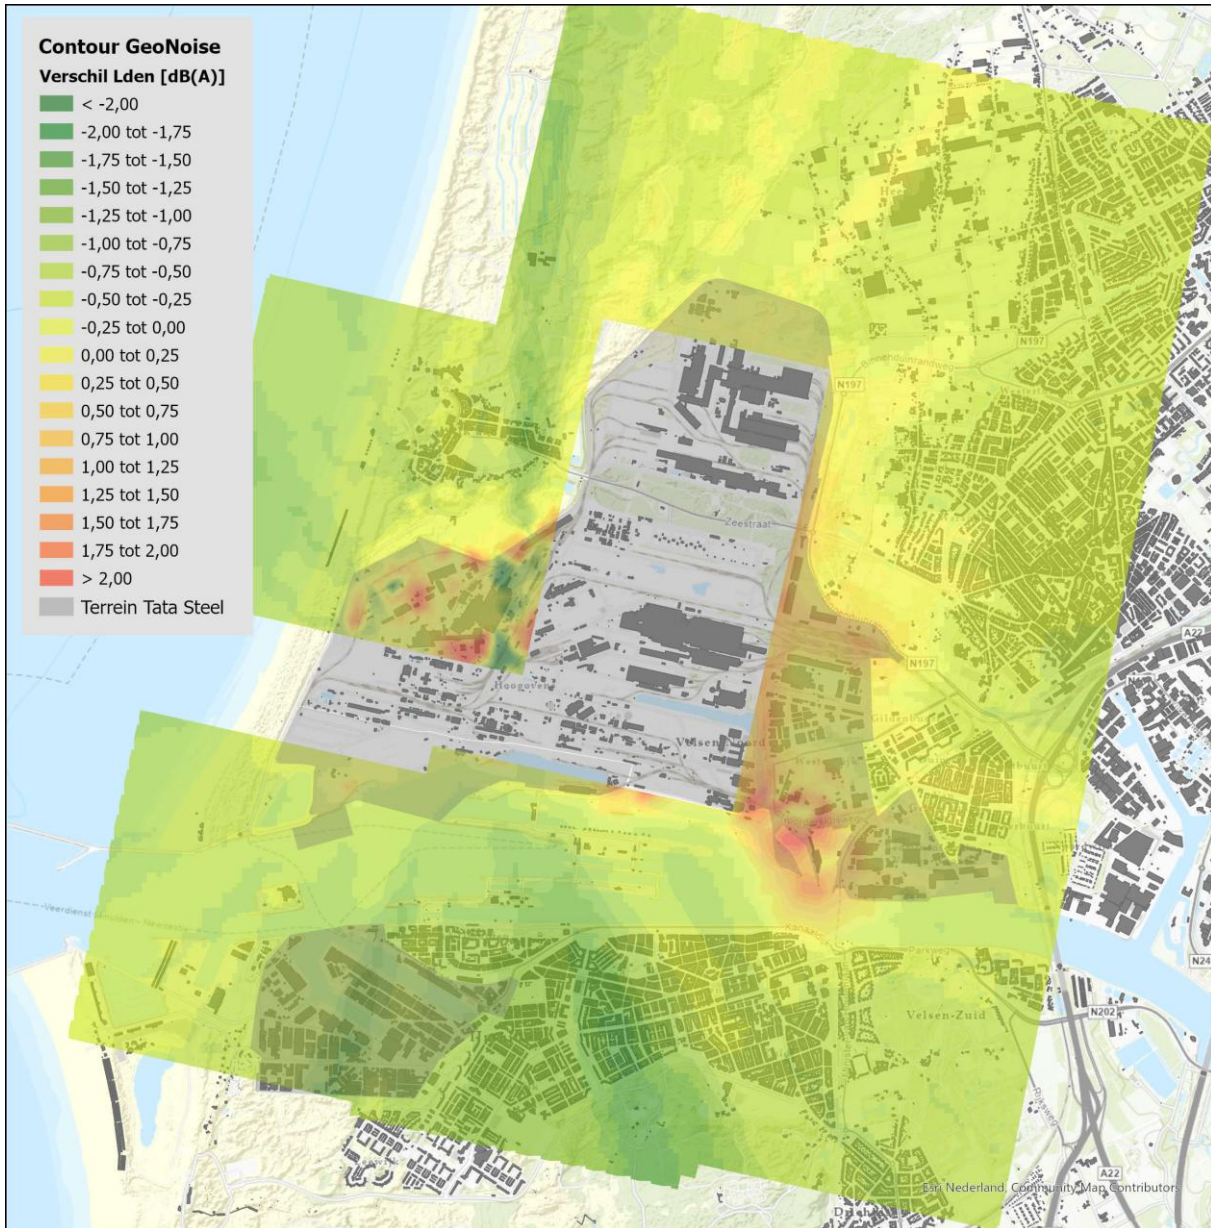 Contour GeoNoise
Verschil Lden [dB(A)]
< -2,00
-2,00 tot -1,75
-1,75 tot -1,50
-1,50 tot -1,25
-1,25 tot -1,00
-1,00 tot -0,75
-0,75 tot -0,50
-0,50 tot -0,25
-0,25 tot 0,00
0,00 tot 0,25
0,25 tot 0,50
0,50 tot 0,75
0,75 tot 1,00
1,00 tot 1,25
1,25 tot 1,50
1,50 tot 1,75
1,75 tot 2,00
> 2,00
Terrein Tata Steel
N197
N197
Zeestraat
A22
N197
Velsen-Noord
N24
Velsen-Zuid
N202
Rijksweg
A22
Esri Nederland, Community Map Contributors